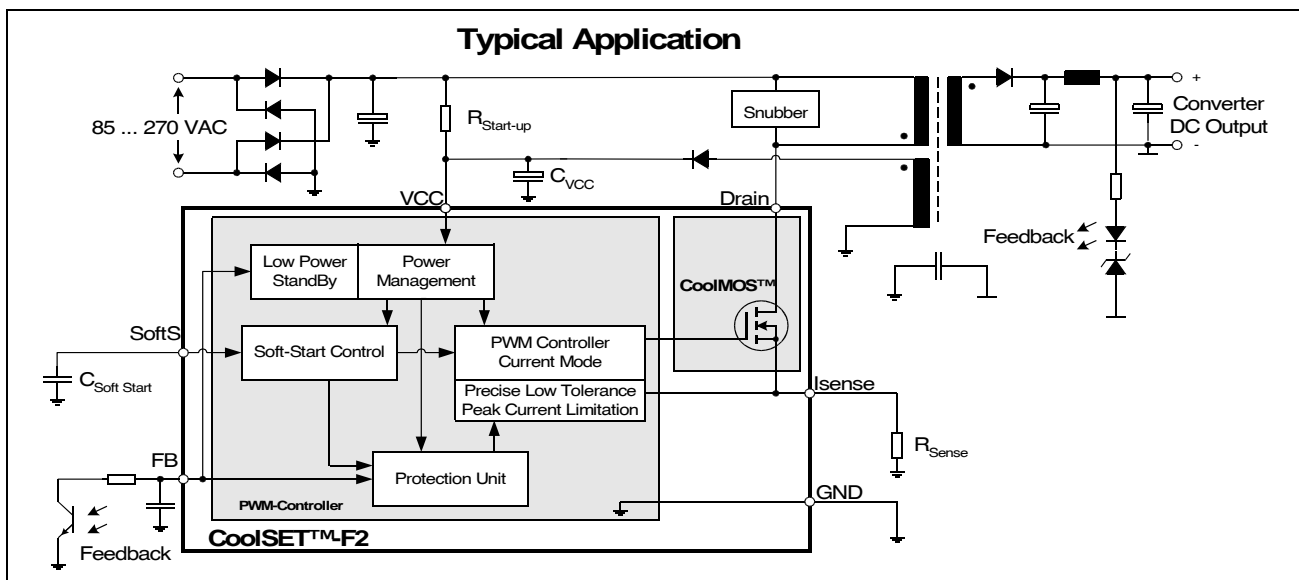 Typical Application
+
Snubber
Converter
DC Output
85 ... 270 VAC
RStart-up
-
CVCC
VCC
Drain
Feedback
Low Power
StandBy
Power
Management
CoolMOS™
SoftS
Soft-Start Control
PWM Controller
Current Mode
CSoft Start
Precise Low Tolerance
Peak Current Limitation
Isense
RSense
FB
Protection Unit
GND
PWM-Controller
CoolSET™-F2
Feedback